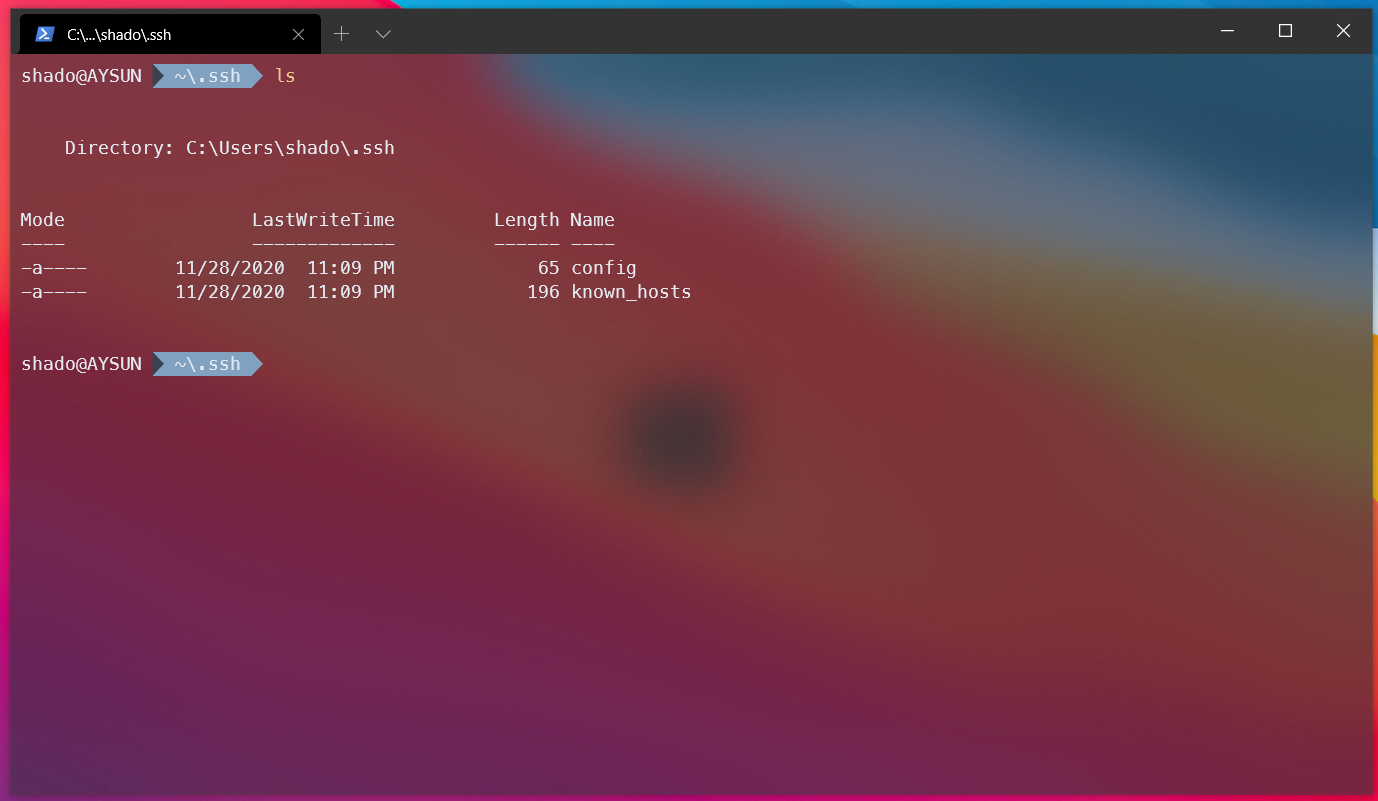 C:\...\shado\.ssh
shado@AYSUN ~\.ssh ls
Directory: C:\Users\shado\.ssh
Mode LastWriteTime Length Name
---- ------------- ------ ----
-a---- 11/28/2020 11:09 PM 65 config
-a---- 11/28/2020 11:09 PM 196 known_hosts
shado@AYSUN ~\.ssh